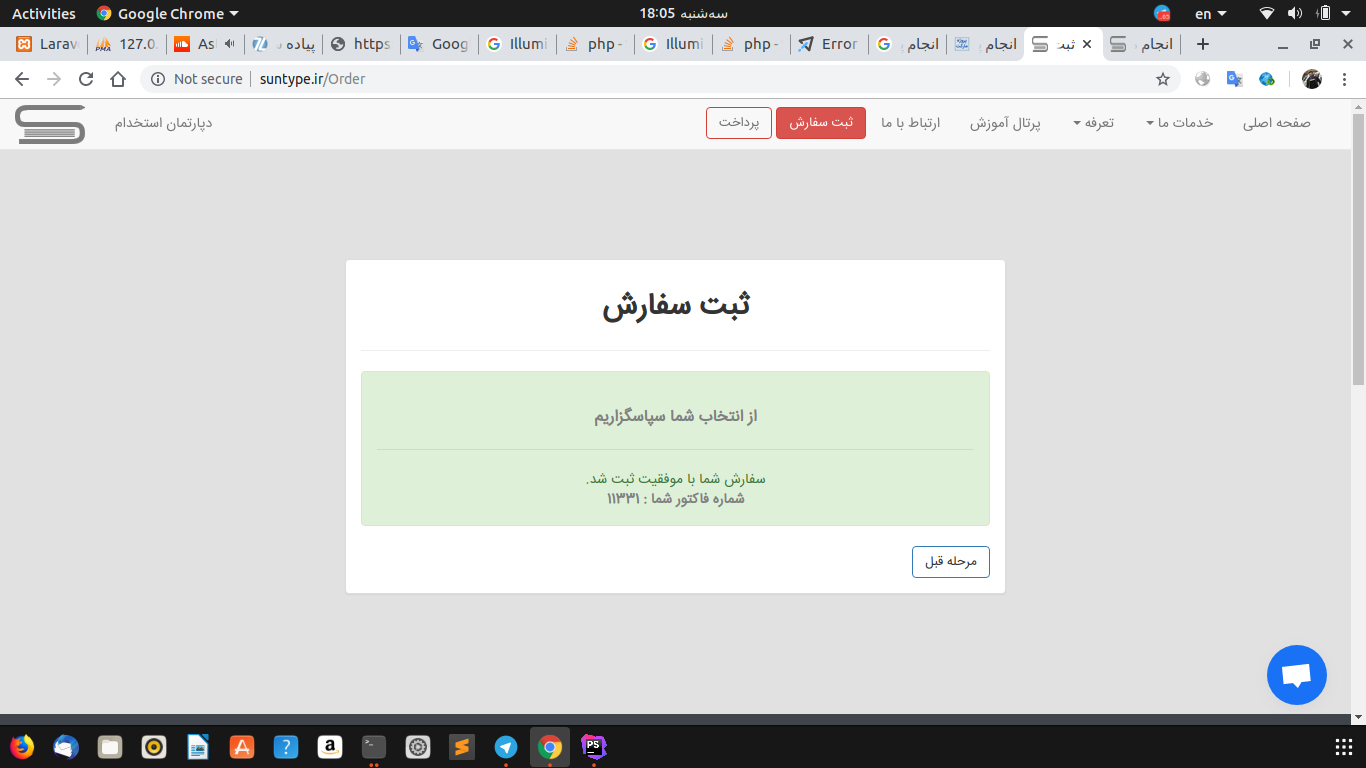 Activities
Google Chrome
سه‌شنبه 18:05
en
Larav
127.0.
As
پیاده
https
Goog
Illumi
php -
Illumi
php -
Error
انجام
انجام
ثبت
انجام
Not secure
suntype.ir/Order
صفحه اصلی
خدمات ما
تعرفه
پرتال آموزش
ارتباط با ما
ثبت سفارش
پرداخت
دپارتمان استخدام
ثبت سفارش
از انتخاب شما سپاسگزاریم
سفارش شما با موفقیت ثبت شد.
شماره فاکتور شما : ۱۱۳۳۱
مرحله قبل
PS